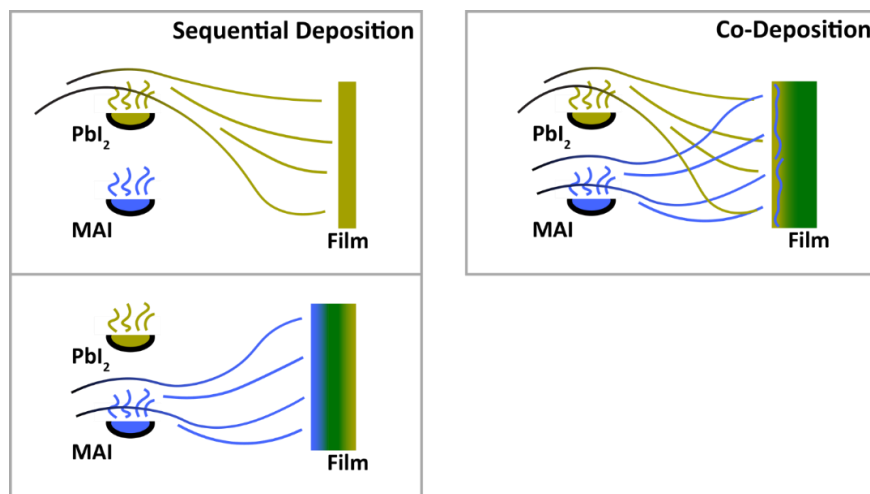 Sequential Deposition
PbI₂
MAI
Film
PbI₂
MAI
Film
Co-Deposition
PbI₂
MAI
Film